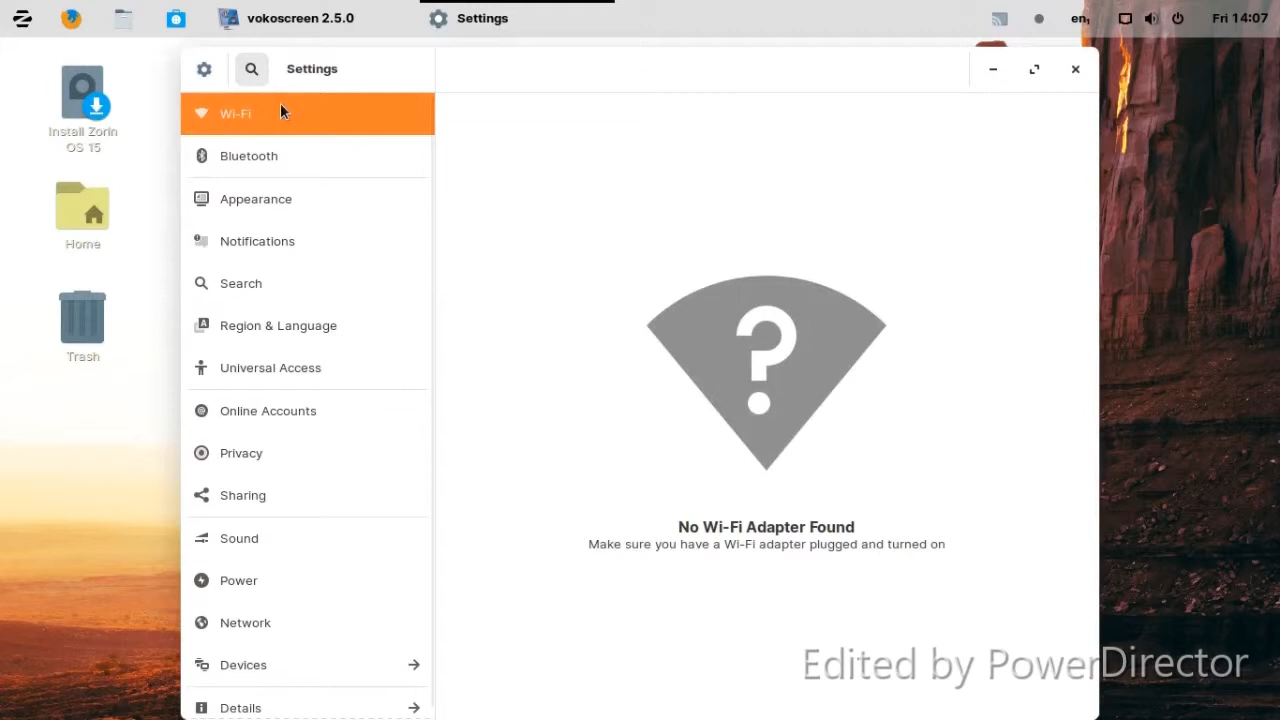 vokoscreen 2.5.0
Settings
en₁
Fri 14:07
Install Zorin
OS 15
Home
Trash
Settings
Wi-Fi
Bluetooth
Appearance
Notifications
Search
Region & Language
Universal Access
Online Accounts
Privacy
Sharing
Sound
Power
Network
Devices
Details
No Wi-Fi Adapter Found
Make sure you have a Wi-Fi adapter plugged and turned on
Edited by PowerDirector